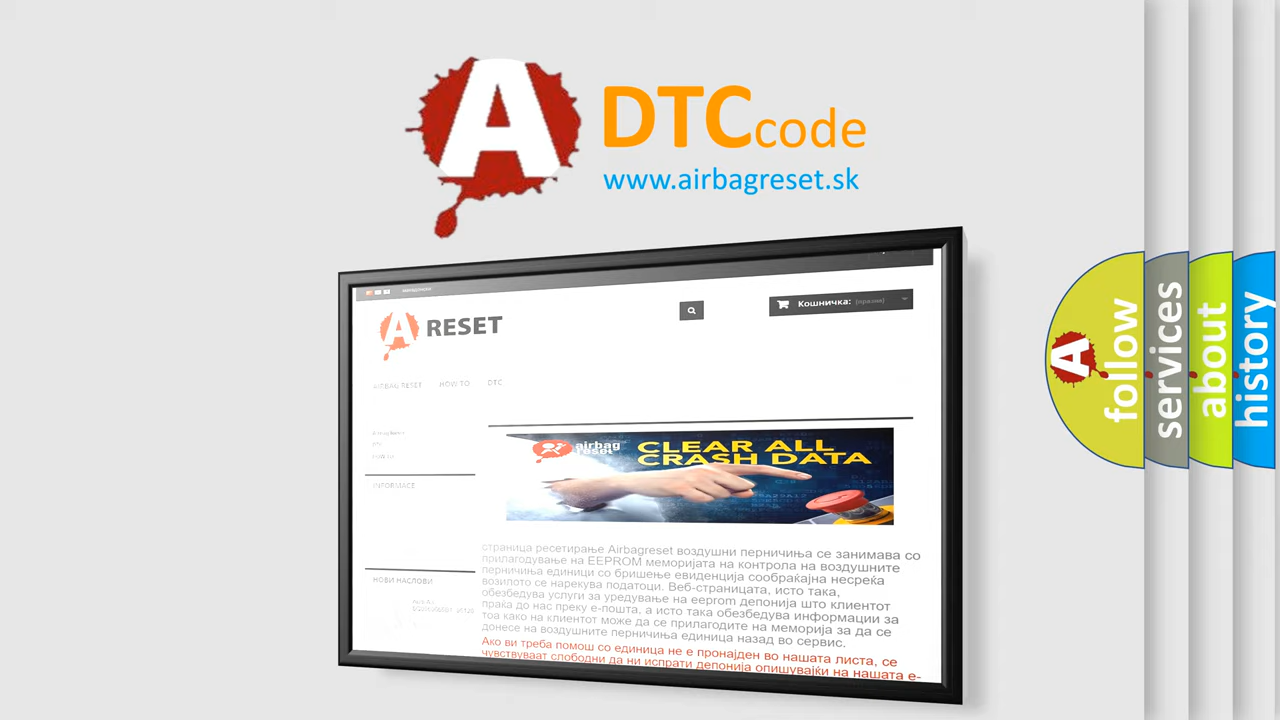 A DTCcode
www.airbagreset.sk
Кошничка: (празно)
A RESET
AIRBAG RESET HOW TO DTC
airbag reset
CLEAR ALL
CRASH DATA
INFORMACE
НОВИ НАСЛОВИ
страница ресетирање Airbagreset воздушни перничиња се занимава со
прилагодување на EEPROM меморијата на контрола на воздушните
перничиња единици со бришење евиденција сообраќајна несреќа
возилото се нарекува податоци. Веб-страницата, исто така,
обезбедува услуги за уредување на eeprom депонија што клиентот
праќа до нас преку е-пошта, а исто така обезбедува информации за
тоа како на клиентот може да се прилагодите на меморија за да се
донесе на воздушните перничиња единица назад во сервис.
Ако ви треба помош со единица не е пронајден во нашата листа, се
чувствуваат слободни да ни испрати депонија опишувајќи на нашата е-
A follow
services
about
history